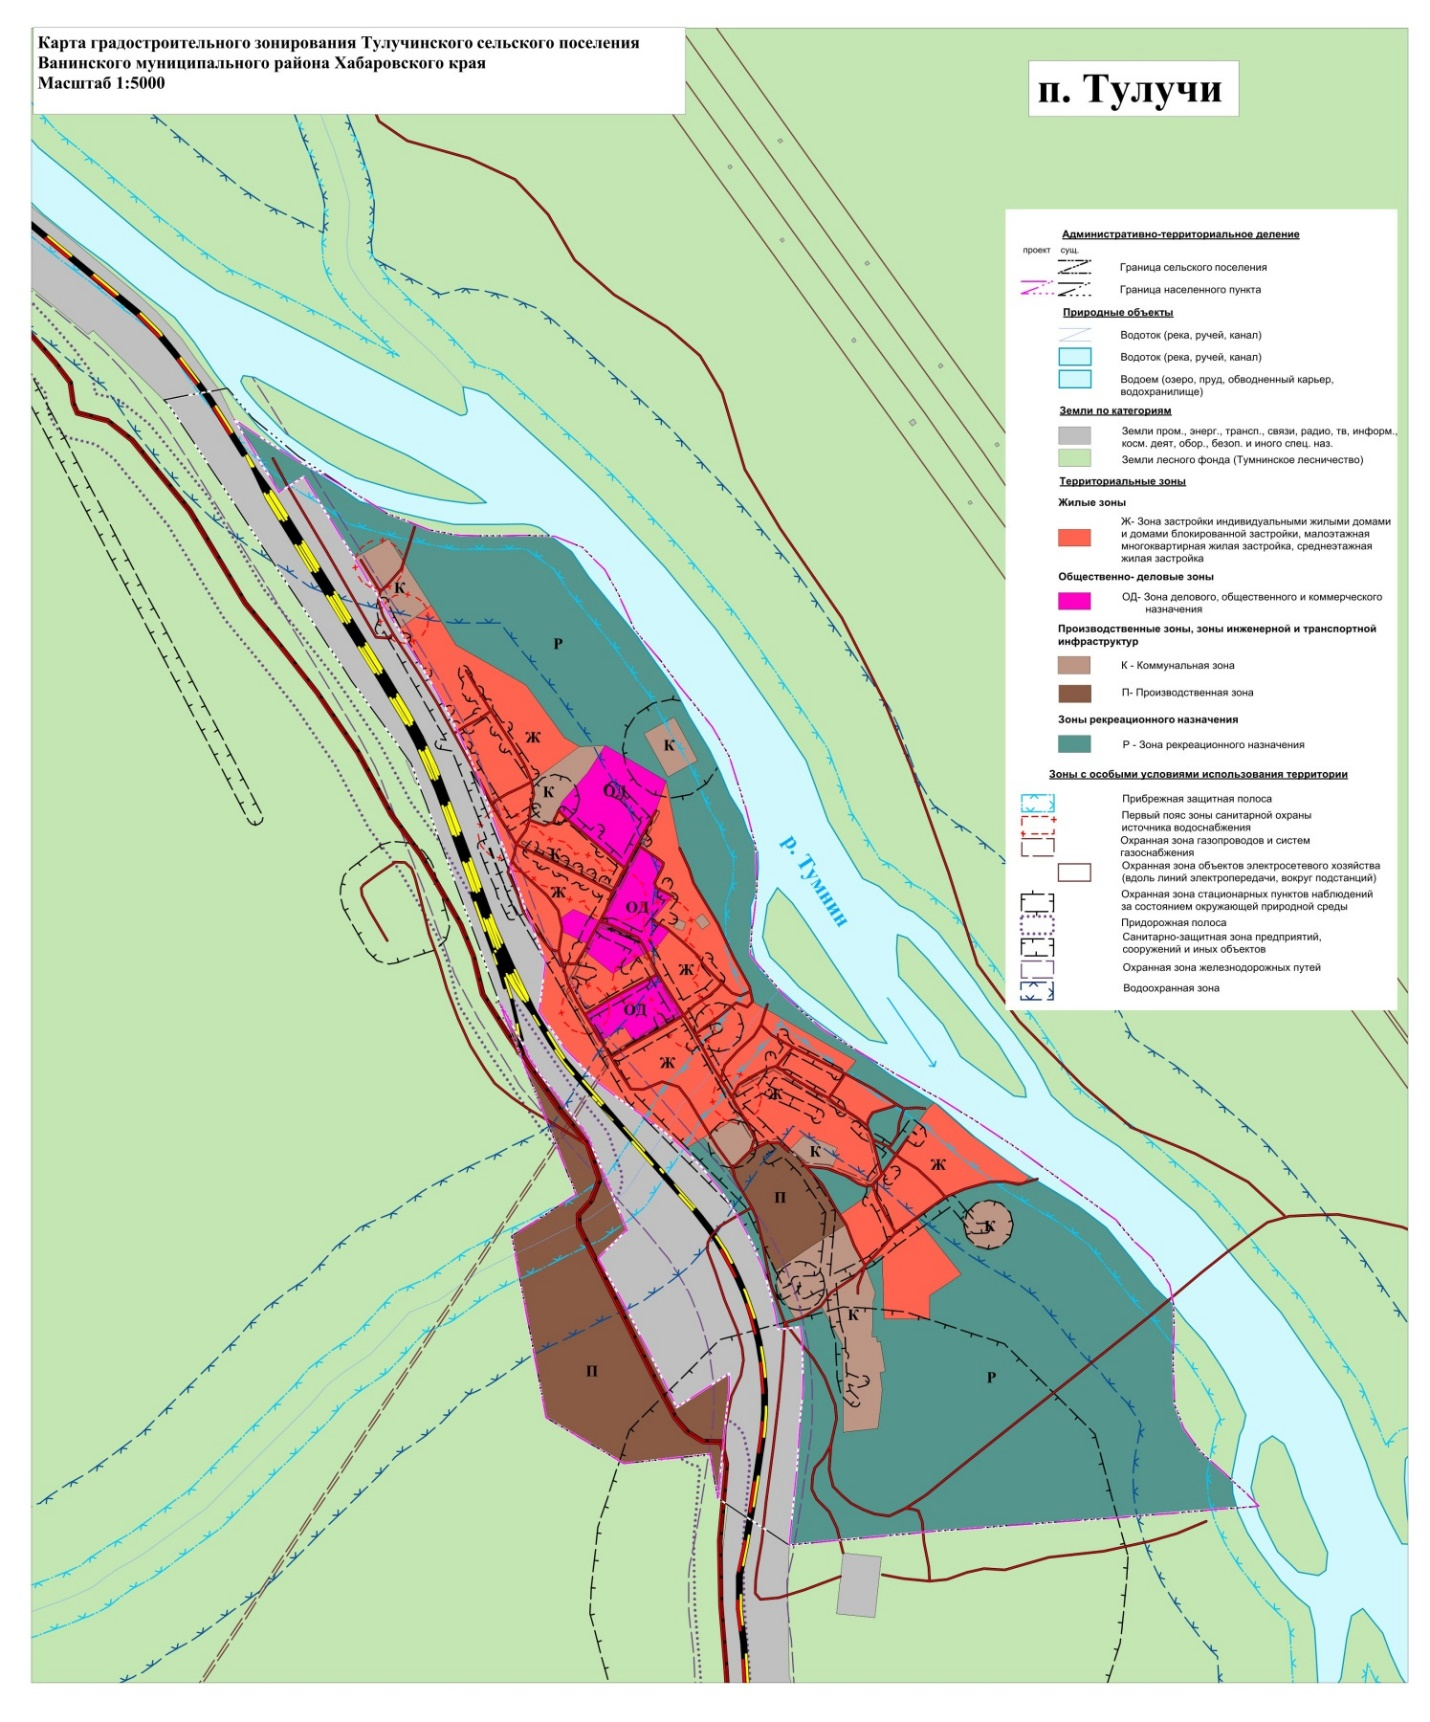 Карта градостроительного зонирования Тулучинского сельского поселения
Ванинского муниципального района Хабаровского края
Масштаб 1:5000
п. Тулучи
Административно-территориальное деление
проект сущ.
Граница сельского поселения
Граница населенного пункта
Природные объекты
Водоток (река, ручей, канал)
Водоток (река, ручей, канал)
Водоем (озеро, пруд, обводненный карьер,
водохранилище)
Земли по категориям
Земли пром., энерг., трансп., связи, радио, тв, информ.,
косм. деят, обор., безоп. и иного спец. наз.
Земли лесного фонда (Тумнинское лесничество)
Территориальные зоны
Жилые зоны
Ж- Зона застройки индивидуальными жилыми домами
и домами блокированной застройки, малоэтажная
многоквартирная жилая застройка, среднеэтажная
жилая застройка
Общественно- деловые зоны
ОД- Зона делового, общественного и коммерческого
назначения
Производственные зоны, зоны инженерной и транспортной
инфраструктур
К - Коммунальная зона
П- Производственная зона
Зоны рекреационного назначения
Р - Зона рекреационного назначения
Зоны с особыми условиями использования территории
Прибрежная защитная полоса
Первый пояс зоны санитарной охраны
источника водоснабжения
Охранная зона газопроводов и систем
газоснабжения
Охранная зона объектов электросетевого хозяйства
(вдоль линий электропередачи, вокруг подстанций)
Охранная зона стационарных пунктов наблюдений
за состоянием окружающей природной среды
Придорожная полоса
Санитарно-защитная зона предприятий,
сооружений и иных объектов
Охранная зона железнодорожных путей
Водоохранная зона
К
Р
Ж
К
К
ОД
К
Ж
ОД
р. Тумнин
Ж
ОД
Ж
Ж
К
Ж
П
К
К
Р
П